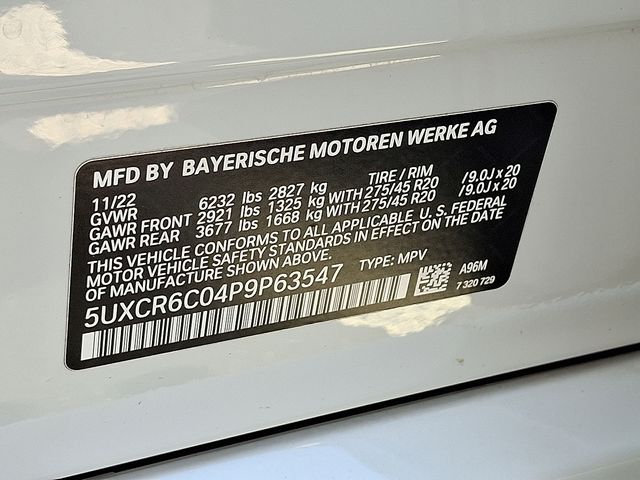 MFD BY BAYERISCHE MOTOREN WERKE AG
11/22 TIRE / RIM
GVWR 6232 lbs 2827 kg
GAWR FRONT 2921 lbs 1325 kg WITH 275/45 R20 /9.0J x 20
GAWR REAR 3677 lbs 1668 kg WITH 275/45 R20 /9.0J x 20
THIS VEHICLE CONFORMS TO ALL APPLICABLE U.S. FEDERAL
MOTOR VEHICLE SAFETY STANDARDS IN EFFECT ON THE DATE
OF MANUFACTURE SHOWN ABOVE.
5UXCR6C04P9P63547 TYPE: MPV
A96M
7 320 729